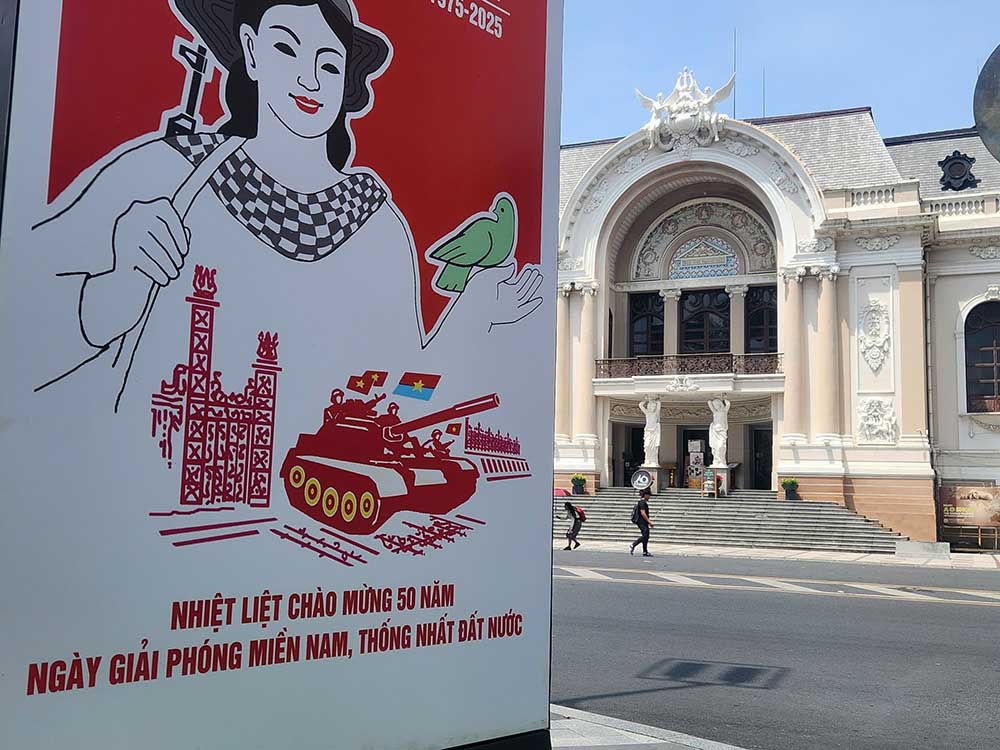 1975-2025
NHIỆT LIỆT CHÀO MỪNG 50 NĂM
NGÀY GIẢI PHÓNG MIỀN NAM, THỐNG NHẤT ĐẤT NƯỚC